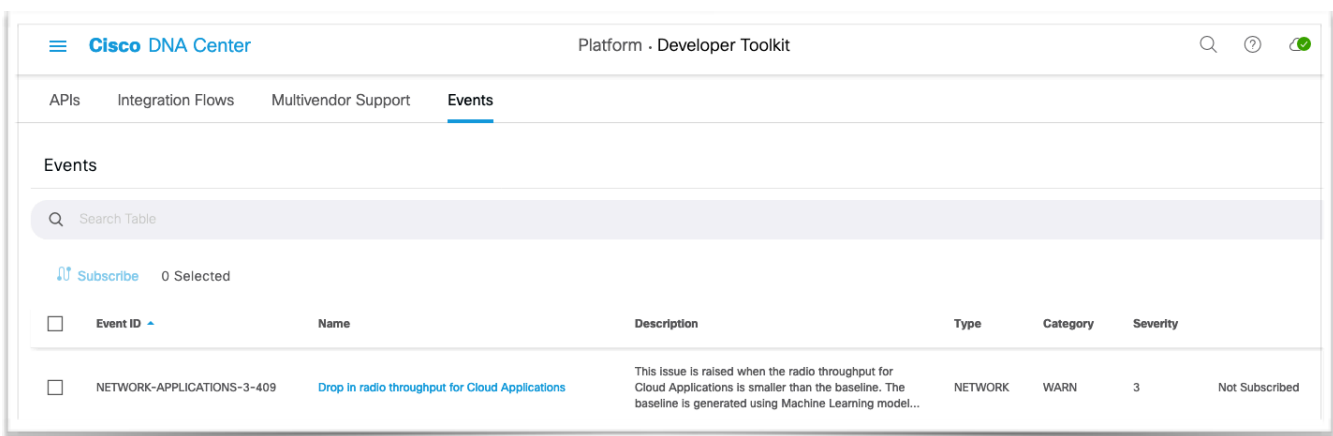 Cisco DNA Center
Platform · Developer Toolkit
APIs Integration Flows Multivendor Support Events
Events
Search Table
Subscribe 0 Selected
Event ID Name Description Type Category Severity
NETWORK-APPLICATIONS-3-409 Drop in radio throughput for Cloud Applications
This issue is raised when the radio throughput for
Cloud Applications is smaller than the baseline. The
baseline is generated using Machine Learning model...
NETWORK WARN 3 Not Subscribed